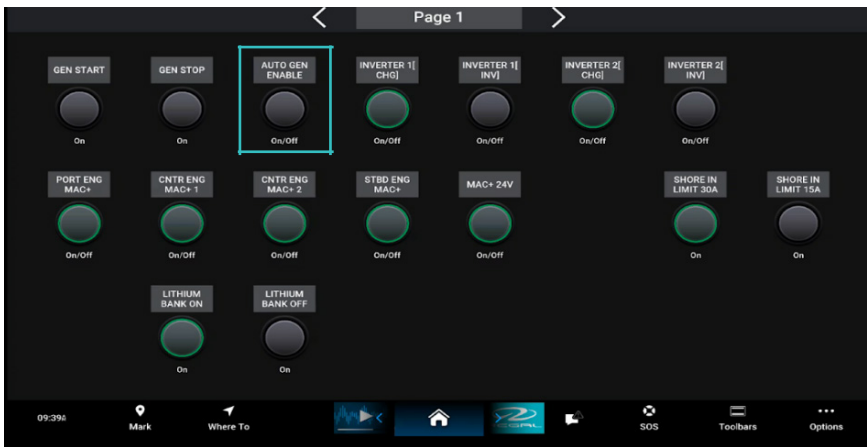 Page 1
GEN START
GEN STOP
AUTO GEN
ENABLE
INVERTER 1[
CHG]
INVERTER 1[
INV]
INVERTER 2[
CHG]
INVERTER 2[
INV]
On
On
On/Off
On/Off
On/Off
On/Off
On/Off
PORT ENG
MAC+
CNTR ENG
MAC+ 1
CNTR ENG
MAC+ 2
STBD ENG
MAC+
MAC+ 24V
SHORE IN
LIMIT 30A
SHORE IN
LIMIT 15A
On/Off
On/Off
On/Off
On/Off
On/Off
On
On
LITHIUM
BANK ON
LITHIUM
BANK OFF
On
On
09:39
Mark
Where To
REGAL
SOS
Toolbars
Options